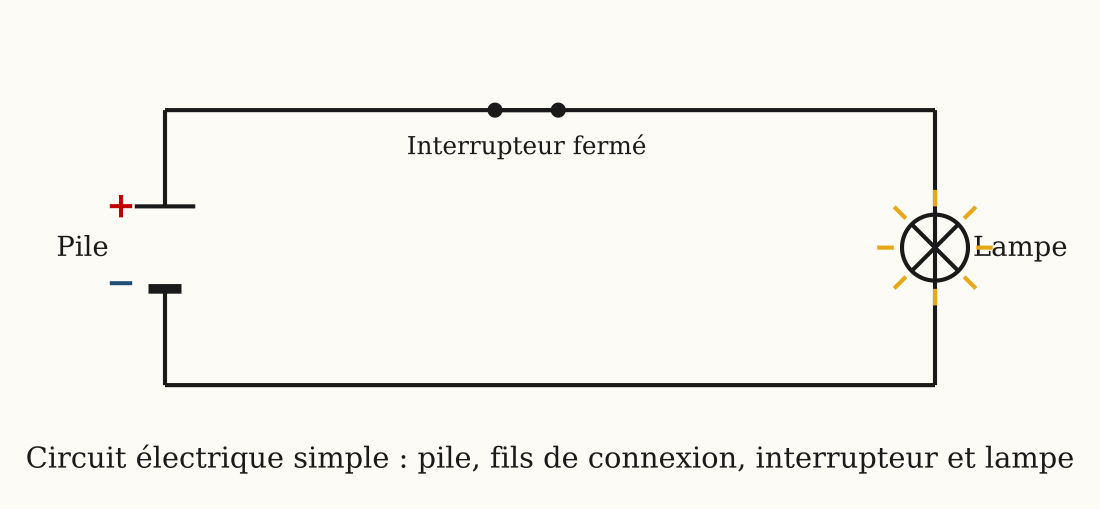 Interrupteur fermé
+
Pile
Lampe
−
Circuit électrique simple : pile, fils de connexion, interrupteur et lampe